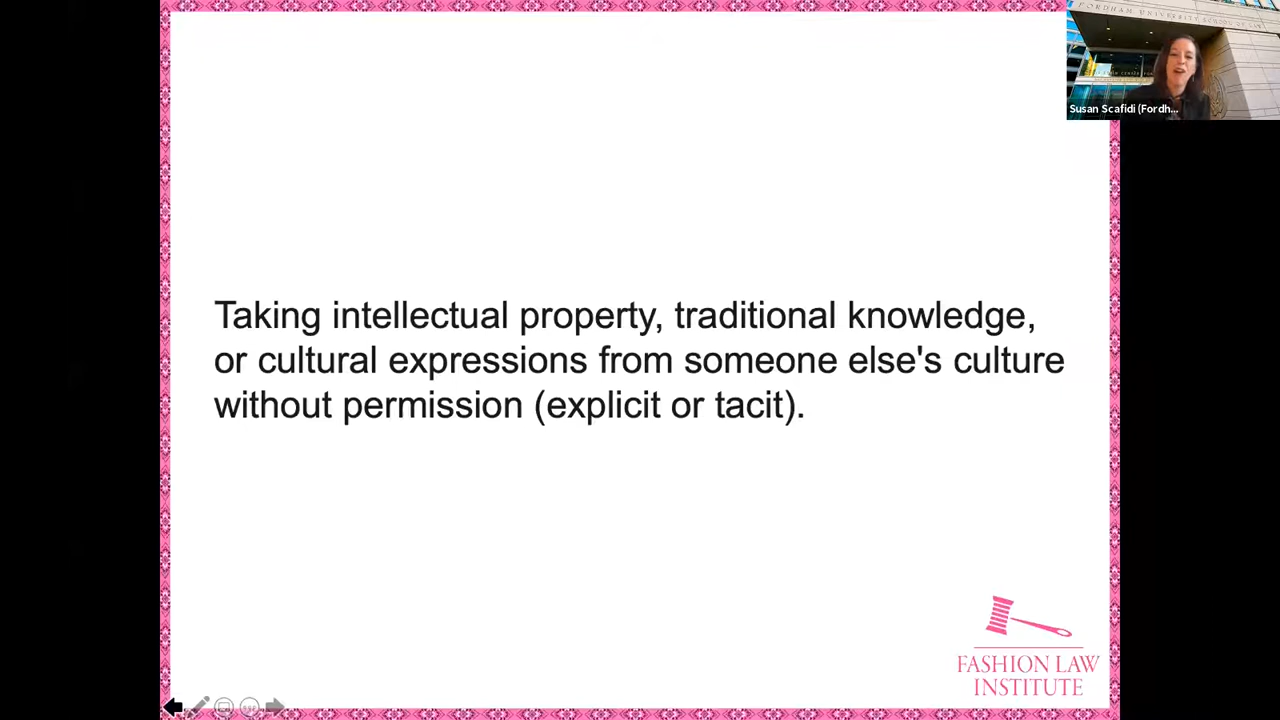 FORDHAM UNIVERSITY SCHOOL OF LAW
Susan Scafidi (Fordh...
Taking intellectual property, traditional knowledge,
or cultural expressions from someone else's culture
without permission (explicit or tacit).
FASHION LAW
INSTITUTE